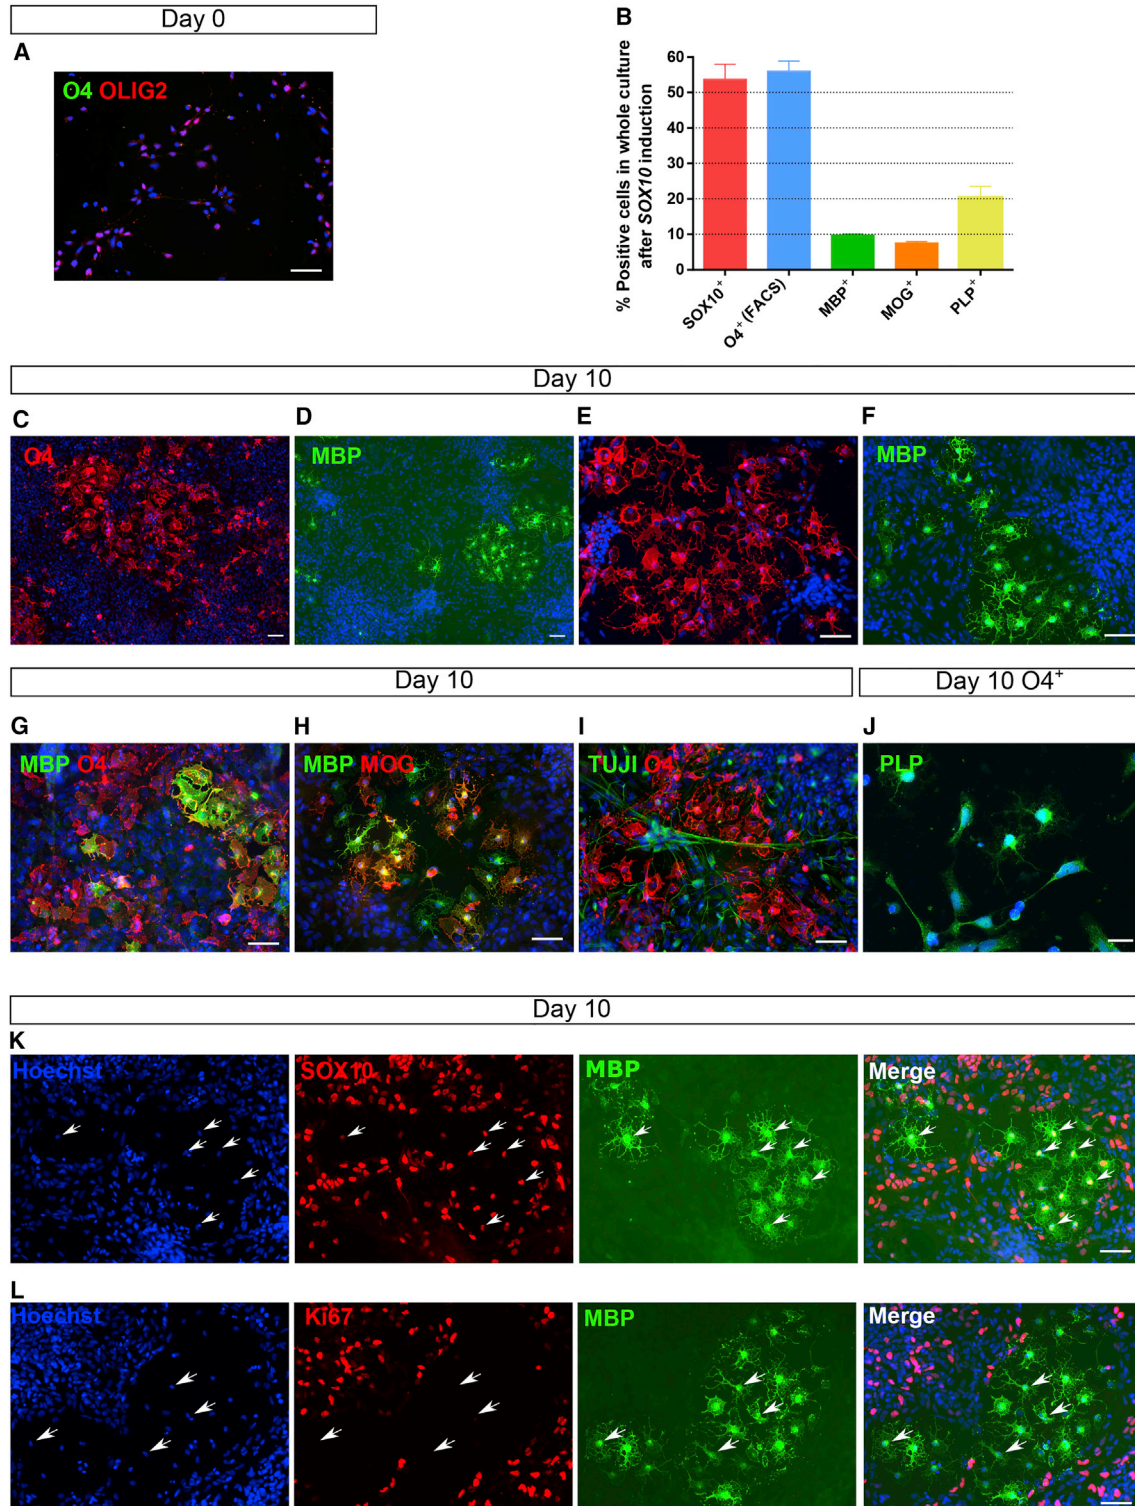 Day 0
A
O4 OLIG2
B
% Positive cells in whole culture
after SOX10 induction
60
50
40
30
20
10
0
SOX10+
O4+ (FACS)
MBP+
MOG+
PLP+
Day 10
C
D
E
F
O4
MBP
O4
MBP
Day 10
Day 10 O4+
G
H
I
J
MBP O4
MBP MOG
TUJI O4
PLP
Day 10
K
Hoechst
SOX10
MBP
Merge
L
Hoechst
Ki67
MBP
Merge